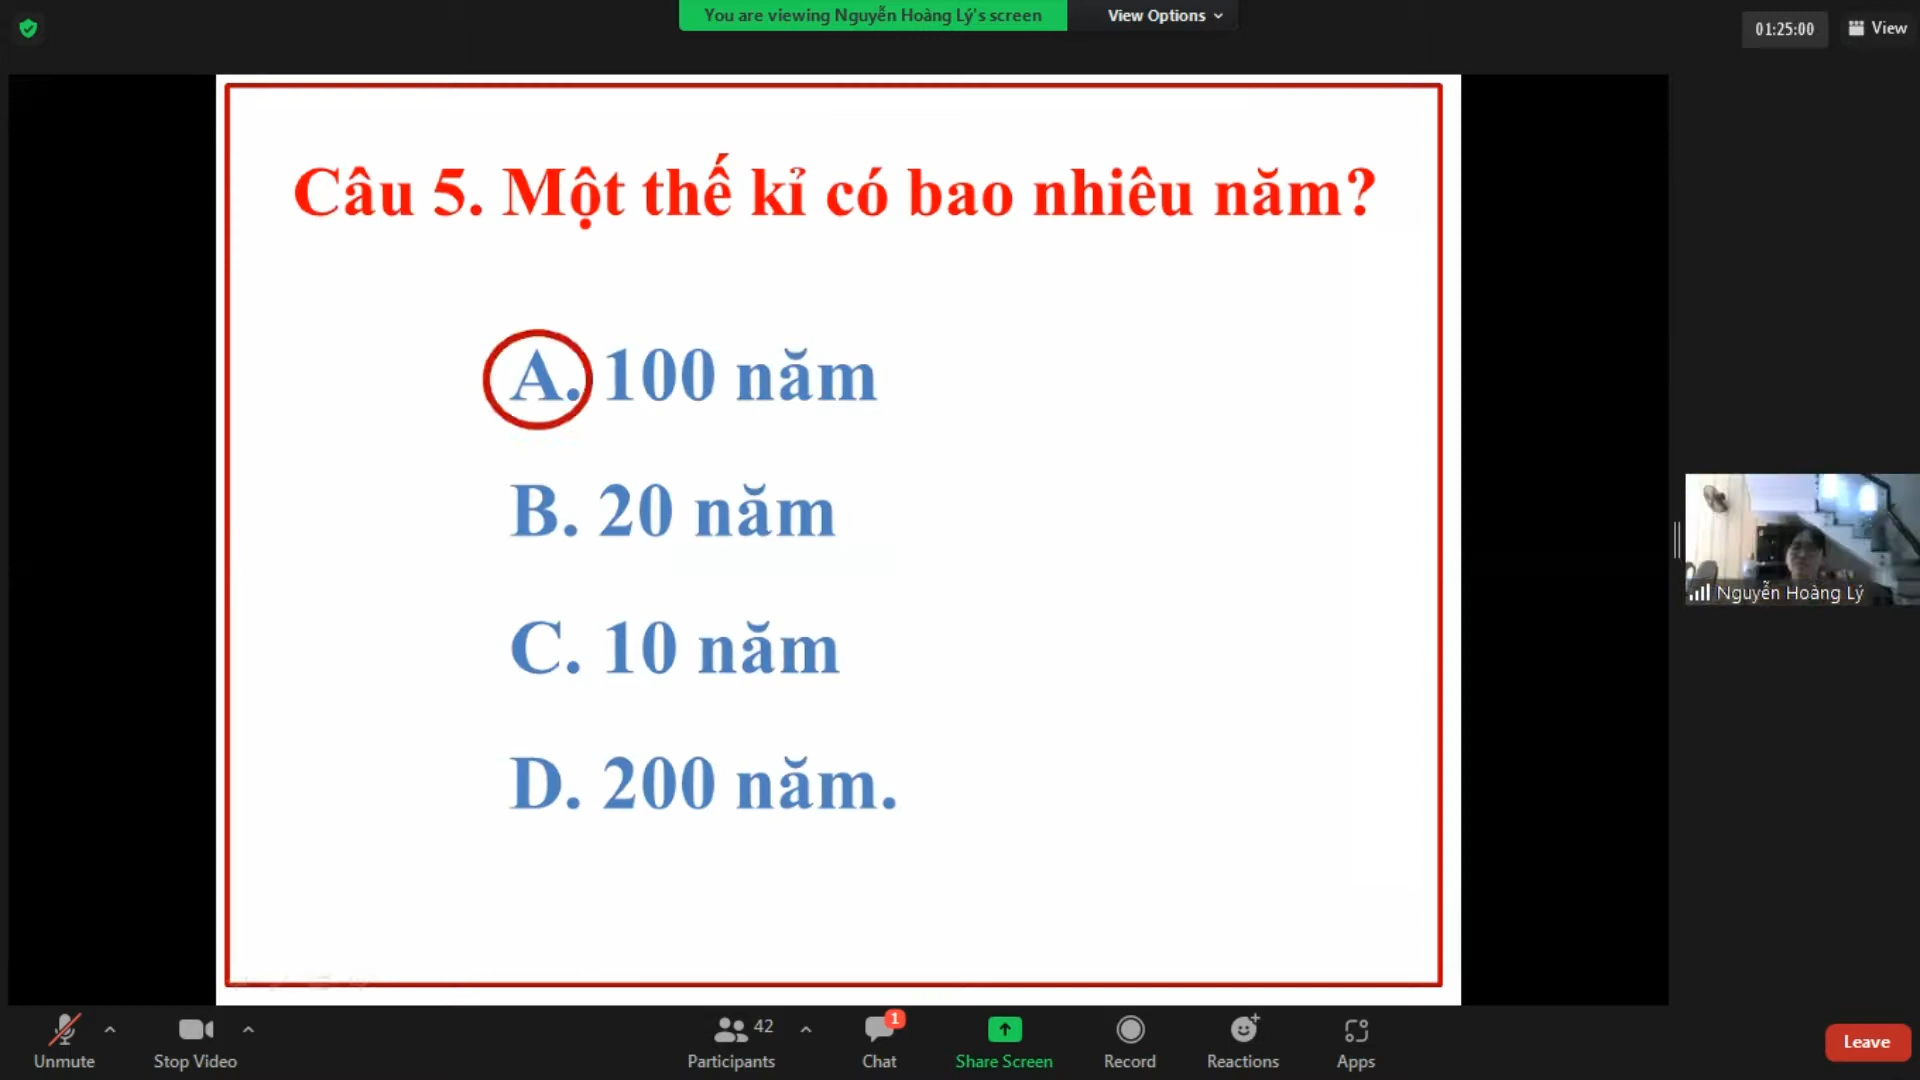 You are viewing Nguyễn Hoàng Lý's screen
View Options
01:25:00
View
Câu 5. Một thế kỉ có bao nhiêu năm?
A. 100 năm
B. 20 năm
C. 10 năm
D. 200 năm.
Nguyễn Hoàng Lý
Unmute
Stop Video
42
Participants
1
Chat
Share Screen
Record
Reactions
Apps
Leave